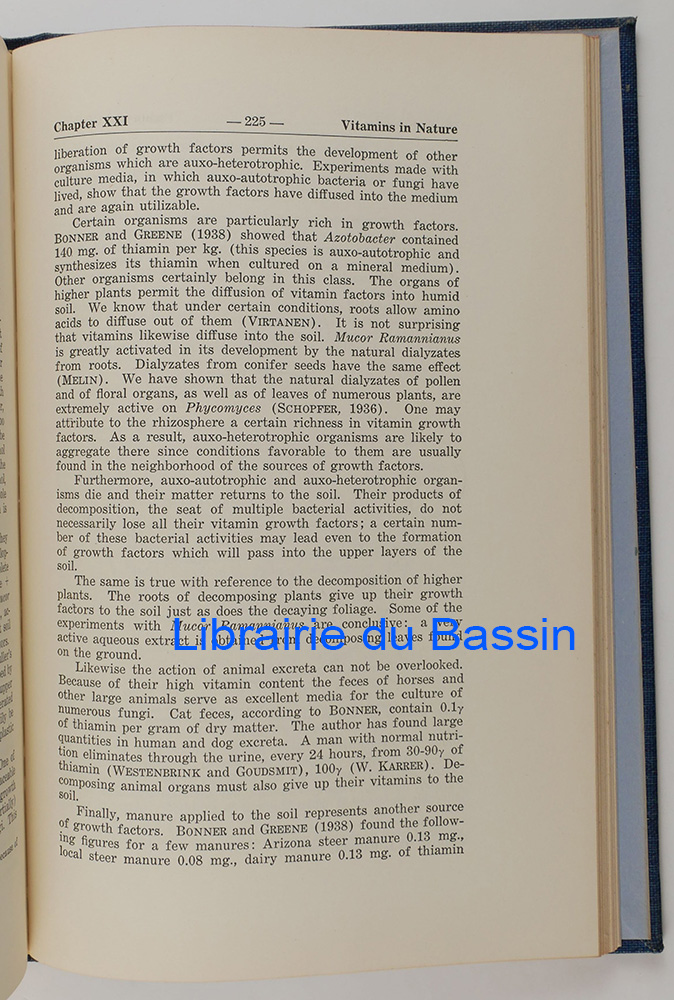 Chapter XXI — 225 — Vitamins in Nature
liberation of growth factors permits the development of other
organisms which are auxo-heterotrophic. Experiments made with
culture media, in which auxo-autotrophic bacteria or fungi have
lived, show that the growth factors have diffused into the medium
and are again utilizable.
Certain organisms are particularly rich in growth factors.
BONNER and GREENE (1938) showed that Azotobacter contained
140 mg. of thiamin per kg. (this species is auxo-autotrophic and
synthesizes its thiamin when cultured on a mineral medium).
Other organisms certainly belong in this class. The organs of
higher plants permit the diffusion of vitamin factors into humid
soil. We know that under certain conditions, roots allow amino
acids to diffuse out of them (VIRTANEN). It is not surprising
that vitamins likewise diffuse into the soil. Mucor Ramannianus
is greatly activated in its development by the natural dialyzates
from roots. Dialyzates from conifer seeds have the same effect
(MELIN). We have shown that the natural dialyzates of pollen
and of floral organs, as well as of leaves of numerous plants, are
extremely active on Phycomyces (SCHOPFER, 1936). One may
attribute to the rhizosphere a certain richness in vitamin growth
factors. As a result, auxo-heterotrophic organisms are likely to
aggregate there since conditions favorable to them are usually
found in the neighborhood of the sources of growth factors.
Furthermore, auxo-autotrophic and auxo-heterotrophic organ-
isms die and their matter returns to the soil. Their products of
decomposition, the seat of multiple bacterial activities, do not
necessarily lose all their vitamin growth factors; a certain num-
ber of these bacterial activities may lead even to the formation
of growth factors which will pass into the upper layers of the
soil.
The same is true with reference to the decomposition of higher
plants. The roots of decomposing plants give up their growth
factors to the soil just as does the decaying foliage. Some of the
experiments with Mucor Ramannianus are conclusive: a very
active aqueous extract is obtained from decomposing leaves found
on the ground.
Librairie du Bassin
Likewise the action of animal excreta can not be overlooked.
Because of their high vitamin content the feces of horses and
other large animals serve as excellent media for the culture of
numerous fungi. Cat feces, according to BONNER, contain 0.1γ
of thiamin per gram of dry matter. The author has found large
quantities in human and dog excreta. A man with normal nutri-
tion eliminates through the urine, every 24 hours, from 30-90γ of
thiamin (WESTENBRINK and GOUDSMIT), 100γ (W. KARRER). De-
composing animal organs must also give up their vitamins to the
soil.
Finally, manure applied to the soil represents another source
of growth factors. BONNER and GREENE (1938) found the follow-
ing figures for a few manures: Arizona steer manure 0.13 mg.,
local steer manure 0.08 mg., dairy manure 0.13 mg. of thiamin